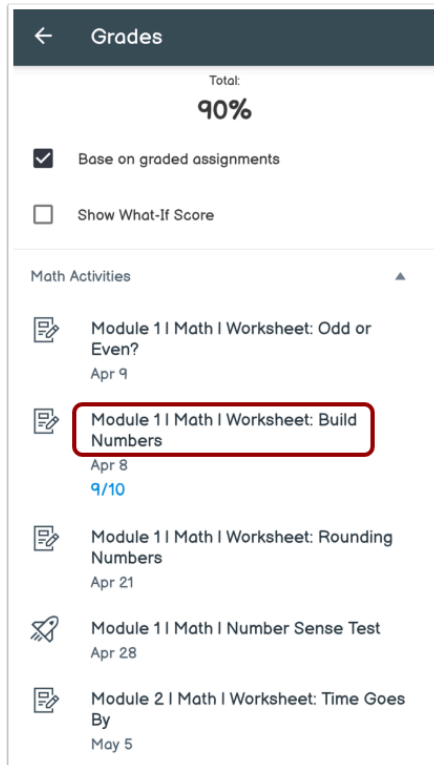 Grades
Total:
90%
Base on graded assignments
Show What-If Score
Math Activities
Module 1 I Math I Worksheet: Odd or
Even?
Apr 9
Module 1 I Math I Worksheet: Build
Numbers
Apr 8
9/10
Module 1 I Math I Worksheet: Rounding
Numbers
Apr 21
Module 1 I Math I Number Sense Test
Apr 28
Module 2 I Math I Worksheet: Time Goes
By
May 5